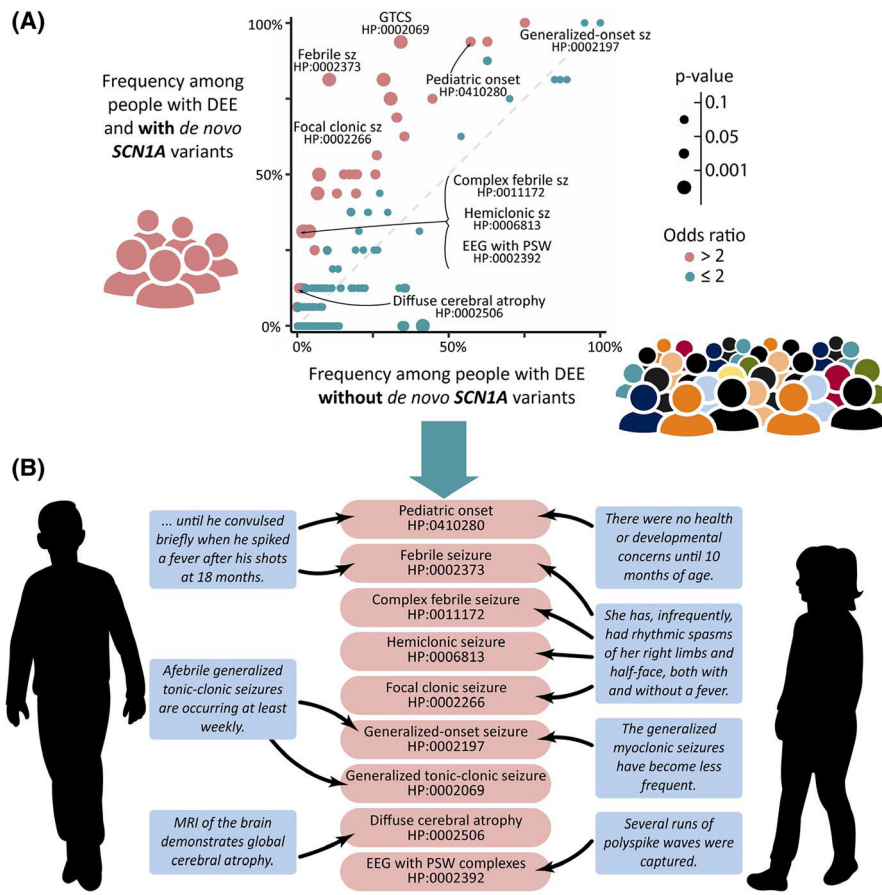 (A)
Frequency among
people with DEE
and with de novo
SCN1A variants
100%
50%
0%
GTCS
HP:0002069
Febrile sz
HP:0002373
Focal clonic sz
HP:0002266
Generalized-onset sz
HP:0002197
Pediatric onset
HP:0410280
Complex febrile sz
HP:0011172
Hemiclonic sz
HP:0006813
EEG with PSW
HP:0002392
Diffuse cerebral atrophy
HP:0002506
0%
50%
100%
Frequency among people with DEE
without de novo SCN1A variants
p-value
0.1
0.05
0.001
Odds ratio
> 2
≤ 2
(B)
... until he convulsed
briefly when he spiked
a fever after his shots
at 18 months.
Afebrile generalized
tonic-clonic seizures
are occurring at least
weekly.
MRI of the brain
demonstrates global
cerebral atrophy.
Pediatric onset
HP:0410280
Febrile seizure
HP:0002373
Complex febrile seizure
HP:0011172
Hemiclonic seizure
HP:0006813
Focal clonic seizure
HP:0002266
Generalized-onset seizure
HP:0002197
Generalized tonic-clonic seizure
HP:0002069
Diffuse cerebral atrophy
HP:0002506
EEG with PSW complexes
HP:0002392
There were no health
or developmental
concerns until 10
months of age.
She has, infrequently,
had rhythmic spasms
of her right limbs and
half-face, both with
and without a fever.
The generalized
myoclonic seizures
have become less
frequent.
Several runs of
polyspike waves were
captured.